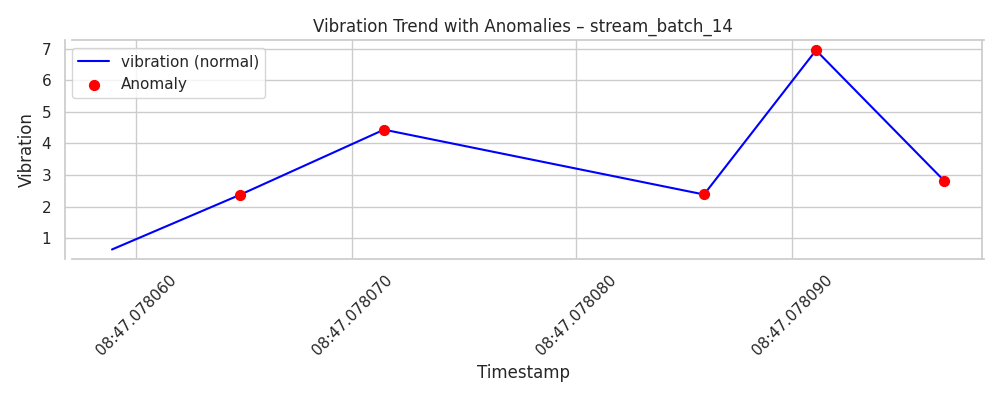 Vibration Trend with Anomalies – stream_batch_14
vibration (normal)
Anomaly
Vibration
7
6
5
4
3
2
1
08:47.078060
08:47.078070
08:47.078080
08:47.078090
Timestamp